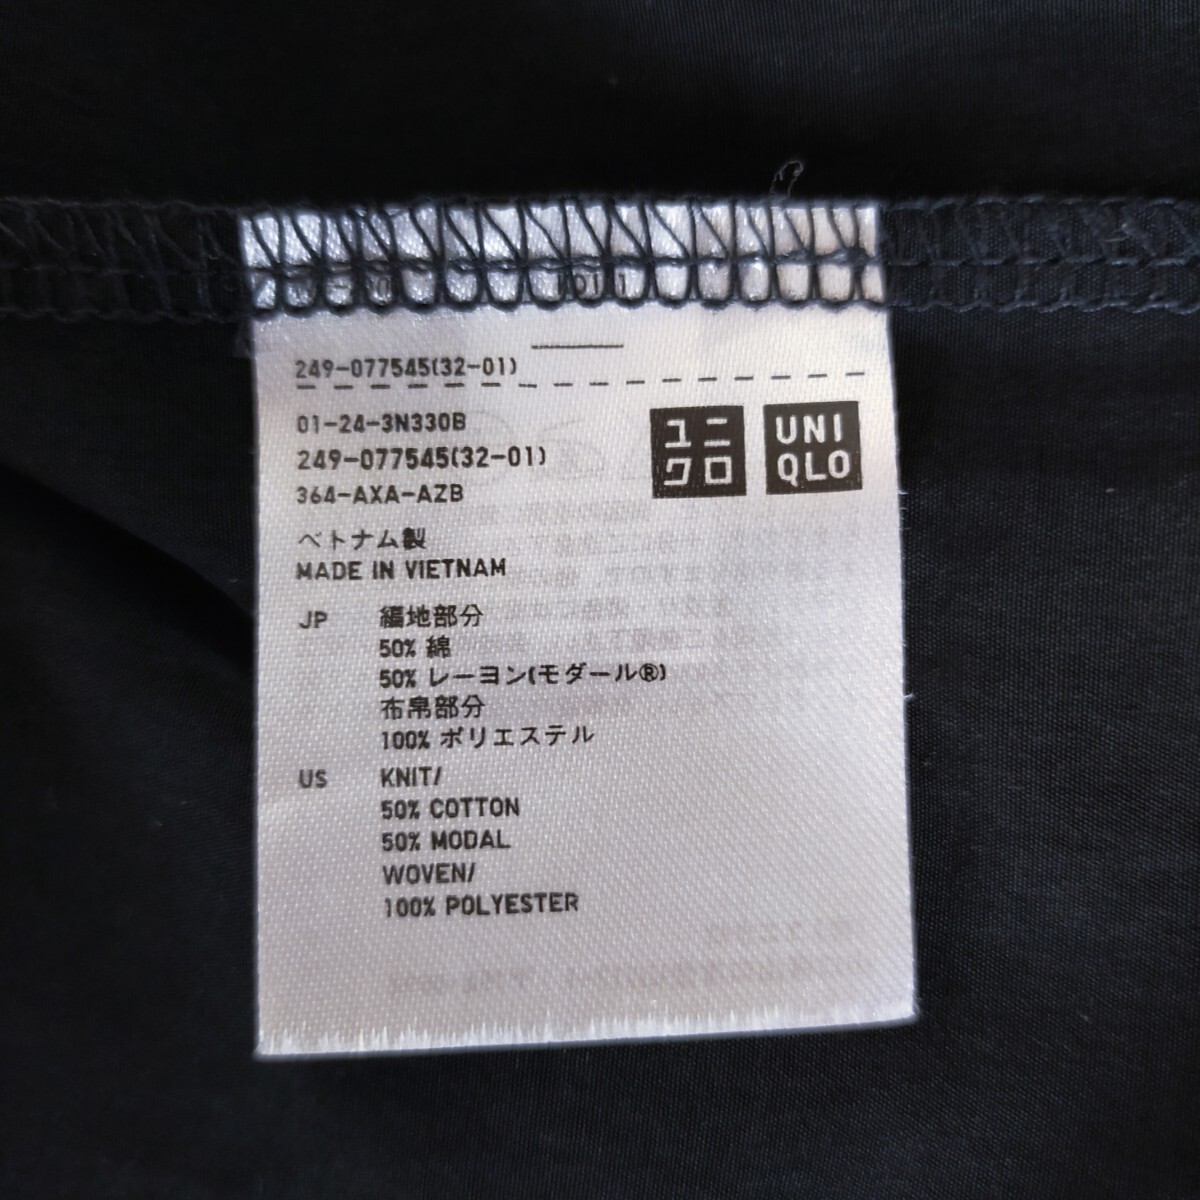 249-077545(32-01)
01-24-3N330B
249-077545(32-01)
364-AXA-AZB
ユニ
クロ
UNI
QLO
ベトナム製
MADE IN VIETNAM
JP 編地部分
50% 綿
50% レーヨン(モダール®)
布帛部分
100% ポリエステル
US KNIT/
50% COTTON
50% MODAL
WOVEN/
100% POLYESTER